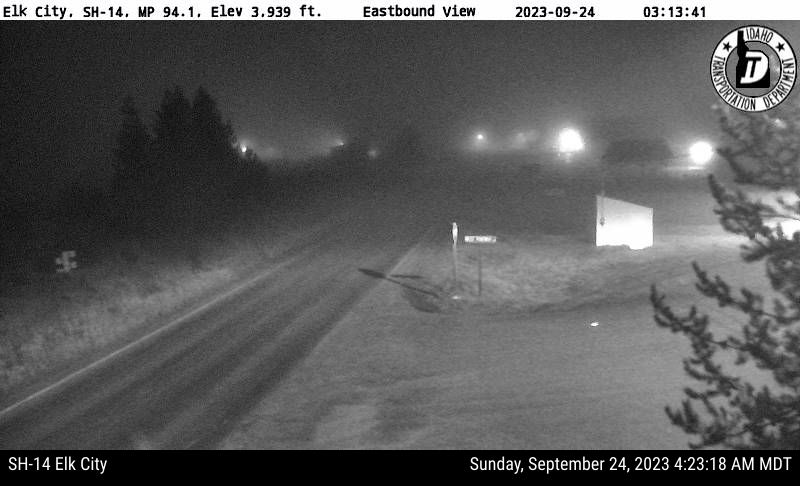 Elk City, SH-14, MP 94.1, Elev 3,939 ft. Eastbound View 2023-09-24 03:13:41
IDAHO
TRANSPORTATION DEPARTMENT
SH-14 Elk City
Sunday, September 24, 2023 4:23:18 AM MDT